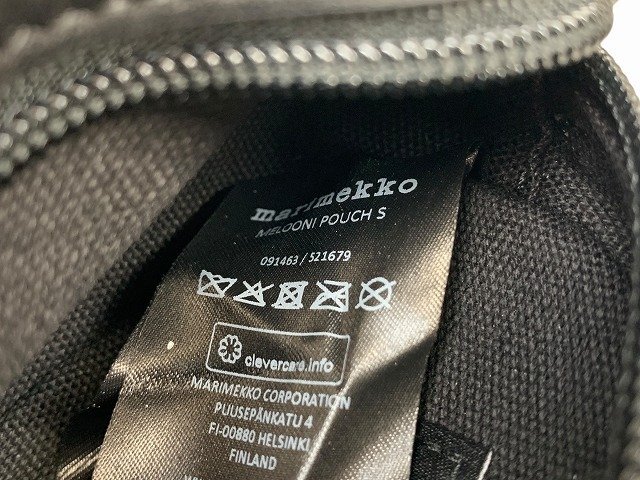 marimekko
MELOONI POUCH S
091463 / 521679
clevercare.info
MARIMEKKO CORPORATION
PUUSEPÄNKATU 4
FI-00880 HELSINKI
FINLAND